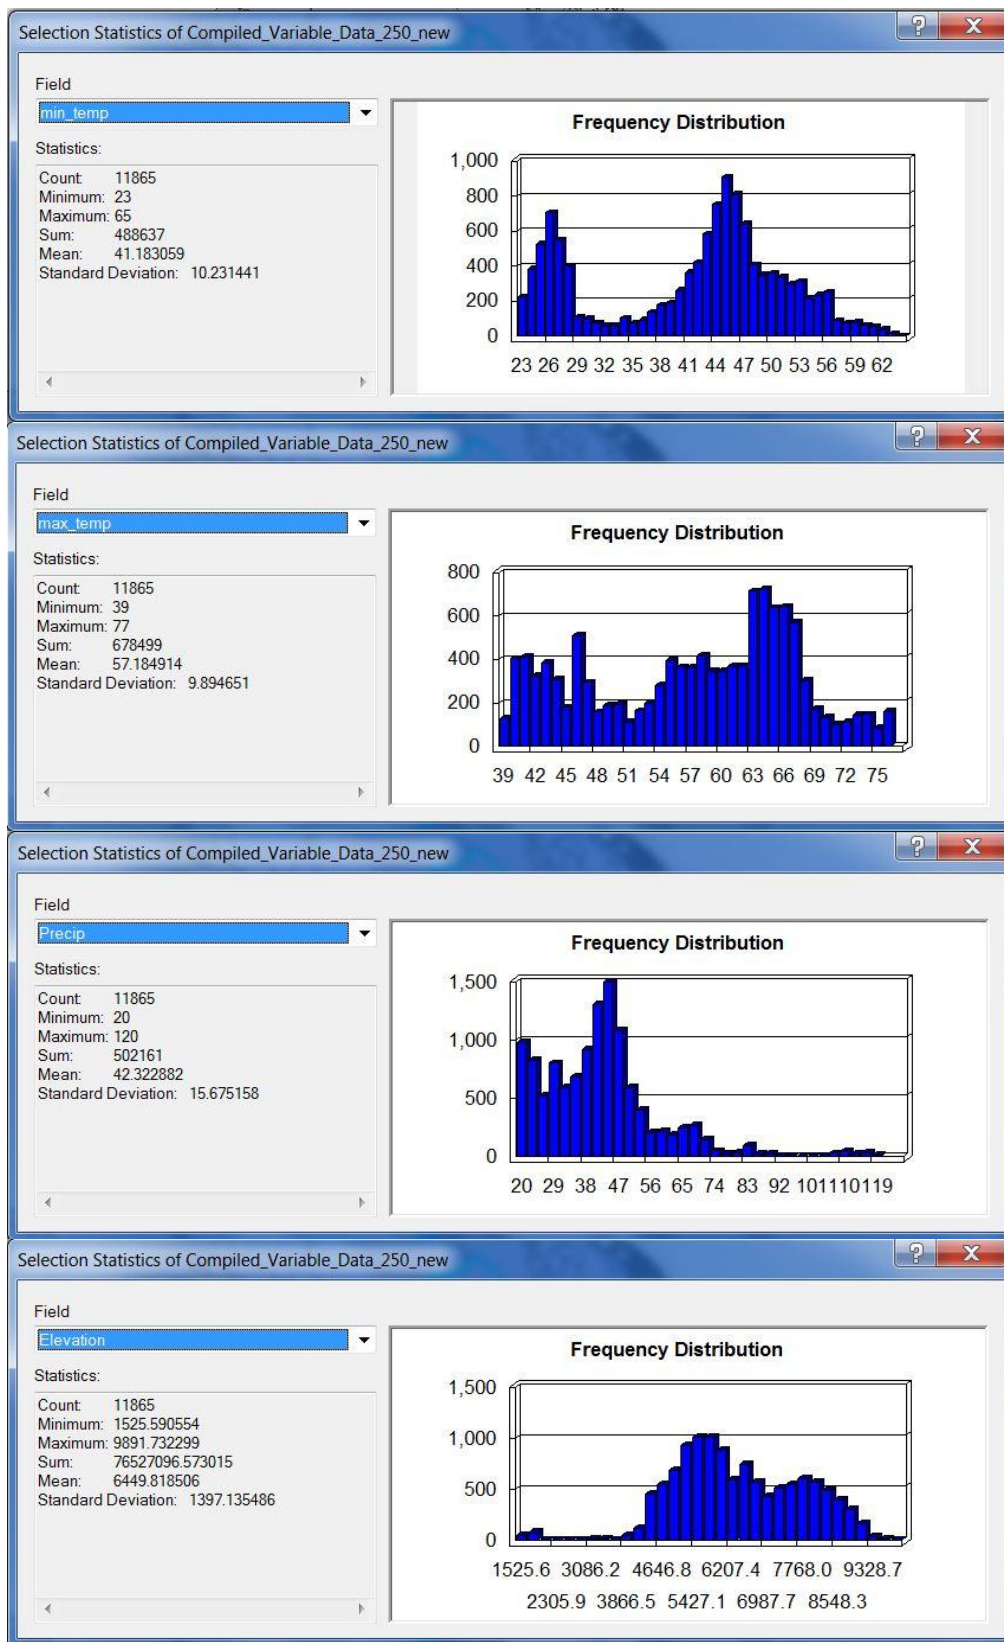 Selection Statistics of Compiled_Variable_Data_250_new
Field
min_temp
Statistics:
Count: 11865
Minimum: 23
Maximum: 65
Sum: 488637
Mean: 41.183059
Standard Deviation: 10.231441
Frequency Distribution
1,000
800
600
400
200
0
23 26 29 32 35 38 41 44 47 50 53 56 59 62
Selection Statistics of Compiled_Variable_Data_250_new
Field
max_temp
Statistics:
Count: 11865
Minimum: 39
Maximum: 77
Sum: 678499
Mean: 57.184914
Standard Deviation: 9.894651
Frequency Distribution
800
600
400
200
0
39 42 45 48 51 54 57 60 63 66 69 72 75
Selection Statistics of Compiled_Variable_Data_250_new
Field
Precip
Statistics:
Count: 11865
Minimum: 20
Maximum: 120
Sum: 502161
Mean: 42.322882
Standard Deviation: 15.675158
Frequency Distribution
1,500
1,000
500
0
20 29 38 47 56 65 74 83 92 101110119
Selection Statistics of Compiled_Variable_Data_250_new
Field
Elevation
Statistics:
Count: 11865
Minimum: 1525.590554
Maximum: 9891.732299
Sum: 76527096.573015
Mean: 6449.818506
Standard Deviation: 1397.135486
Frequency Distribution
1,500
1,000
500
0
1525.6 3086.2 4646.8 6207.4 7768.0 9328.7
2305.9 3866.5 5427.1 6987.7 8548.3